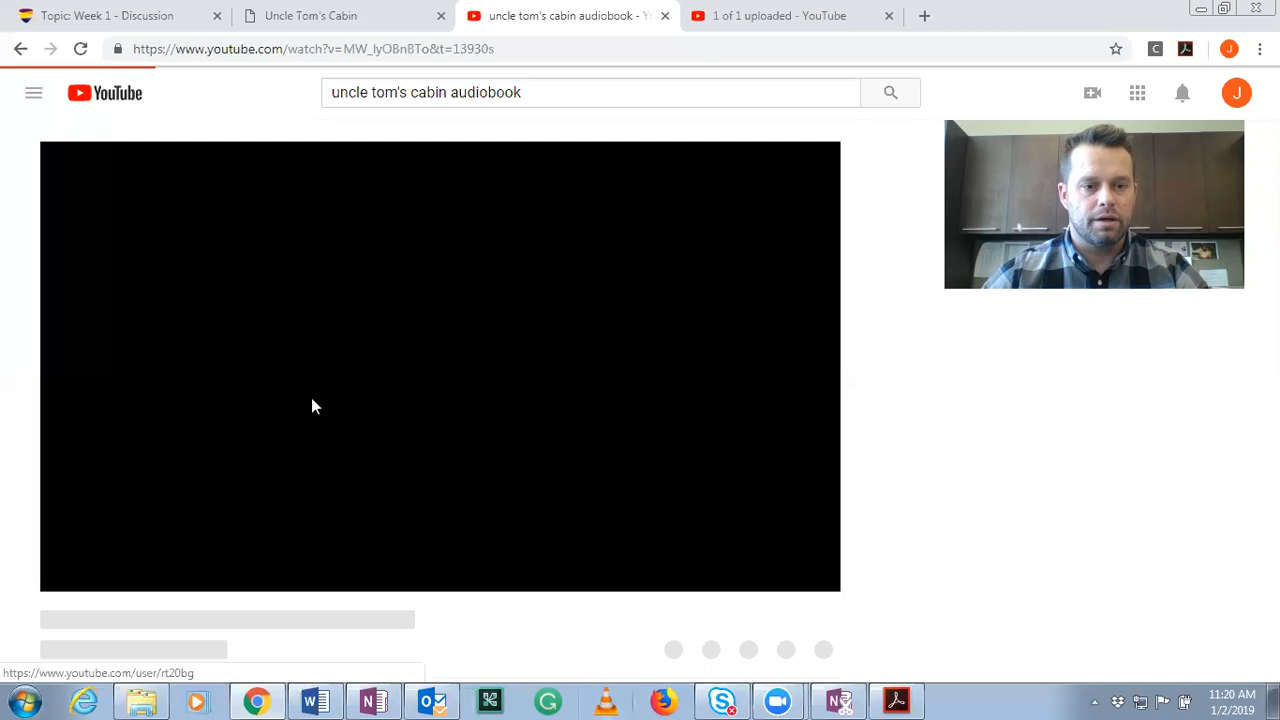 Topic: Week 1 - Discussion
Uncle Tom's Cabin
uncle tom's cabin audiobook - Y
1 of 1 uploaded - YouTube
https://www.youtube.com/watch?v=MW_lyOBnBTo&t=13930s
C
J
YouTube
uncle tom's cabin audiobook
J
https://www.youtube.com/user/rt20bg
11:20 AM
1/2/2019